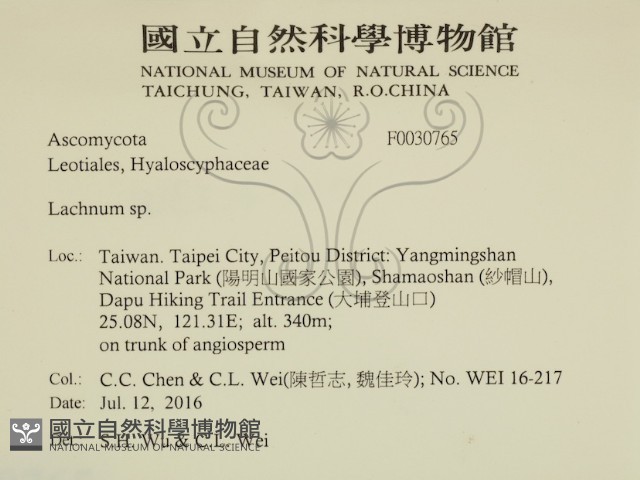 國立自然科學博物館
NATIONAL MUSEUM OF NATURAL SCIENCE
TAICHUNG, TAIWAN, R.O.CHINA
Ascomycota F0030765
Leotiales, Hyaloscyphaceae
Lachnum sp.
Loc.: Taiwan. Taipei City, Peitou District: Yangmingshan
National Park (陽明山國家公園), Shamaoshan (紗帽山),
Dapu Hiking Trail Entrance (大埔登山口)
25.08N, 121.31E; alt. 340m;
on trunk of angiosperm
Col.: C.C. Chen & C.L. Wei(陳哲志, 魏佳玲); No. WEI 16-217
Date: Jul. 12, 2016
Det.: S.H. Wu & C.L. Wei
國立自然科學博物館
NATIONAL MUSEUM OF NATURAL SCIENCE